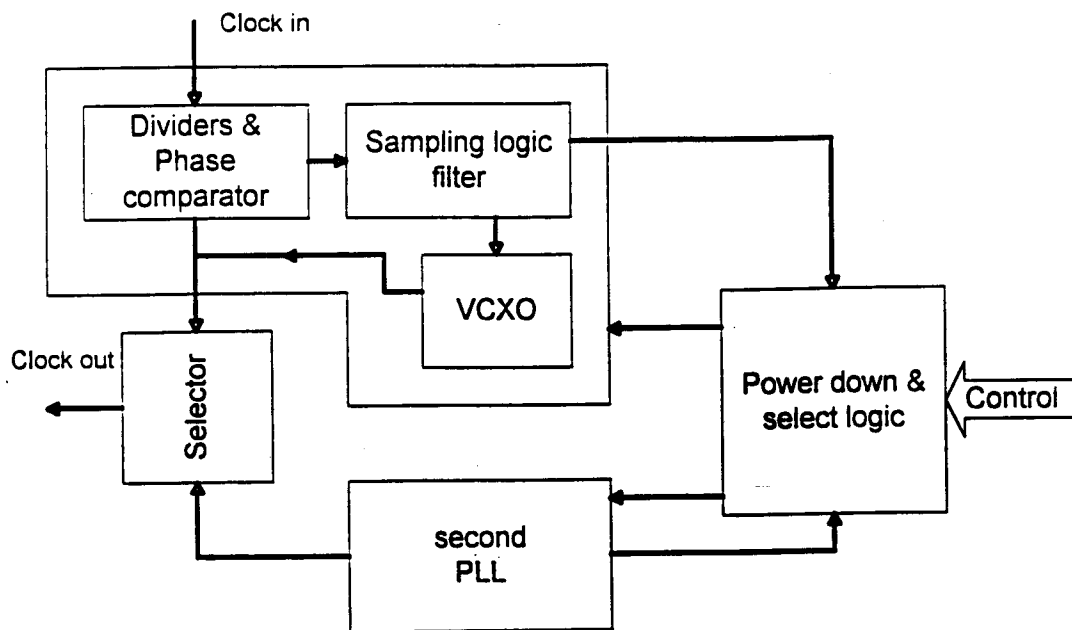 Clock in
Dividers &
Phase
comparator
Sampling logic
filter
VCXO
Clock out
Selector
Power down &
select logic
Control
second
PLL